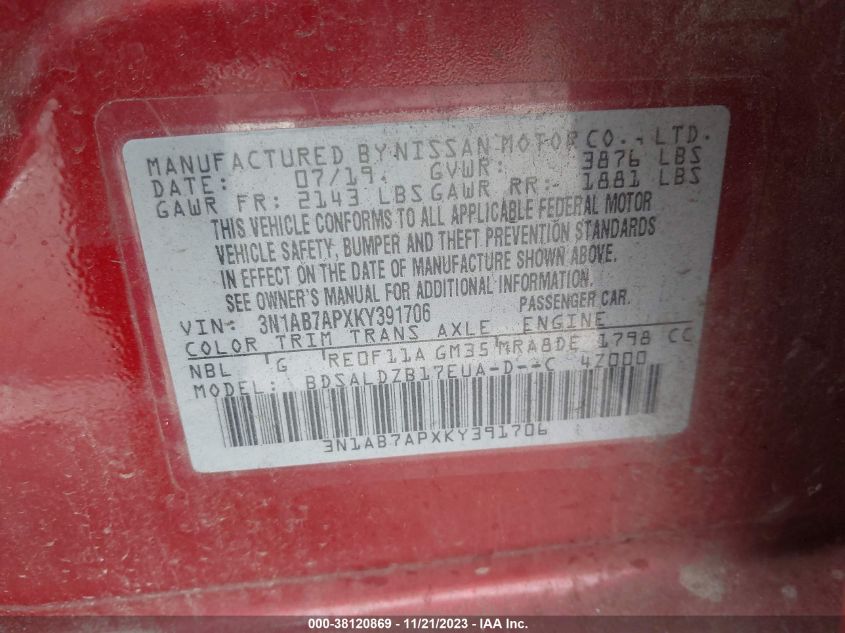 MANUFACTURED BY NISSAN MOTOR CO., LTD.
DATE: 07/19. GVWR: 3876 LBS
GAWR FR: 2143 LBS GAWR RR: 1881 LBS
THIS VEHICLE CONFORMS TO ALL APPLICABLE FEDERAL MOTOR
VEHICLE SAFETY, BUMPER AND THEFT PREVENTION STANDARDS
IN EFFECT ON THE DATE OF MANUFACTURE SHOWN ABOVE.
SEE OWNER'S MANUAL FOR ADDITIONAL INFORMATION.
VIN: 3N1AB7APXKY391706 PASSENGER CAR.
COLOR TRIM TRANS AXLE ENGINE
NBL G RE0F11A GM35 MRA8DE 1798 CC
MODEL: BDSALDZB17EUA-D--C 4Z000
3N1AB7APXKY391706
000-38120869 - 11/21/2023 - COPYRIGHT IAA, INC.